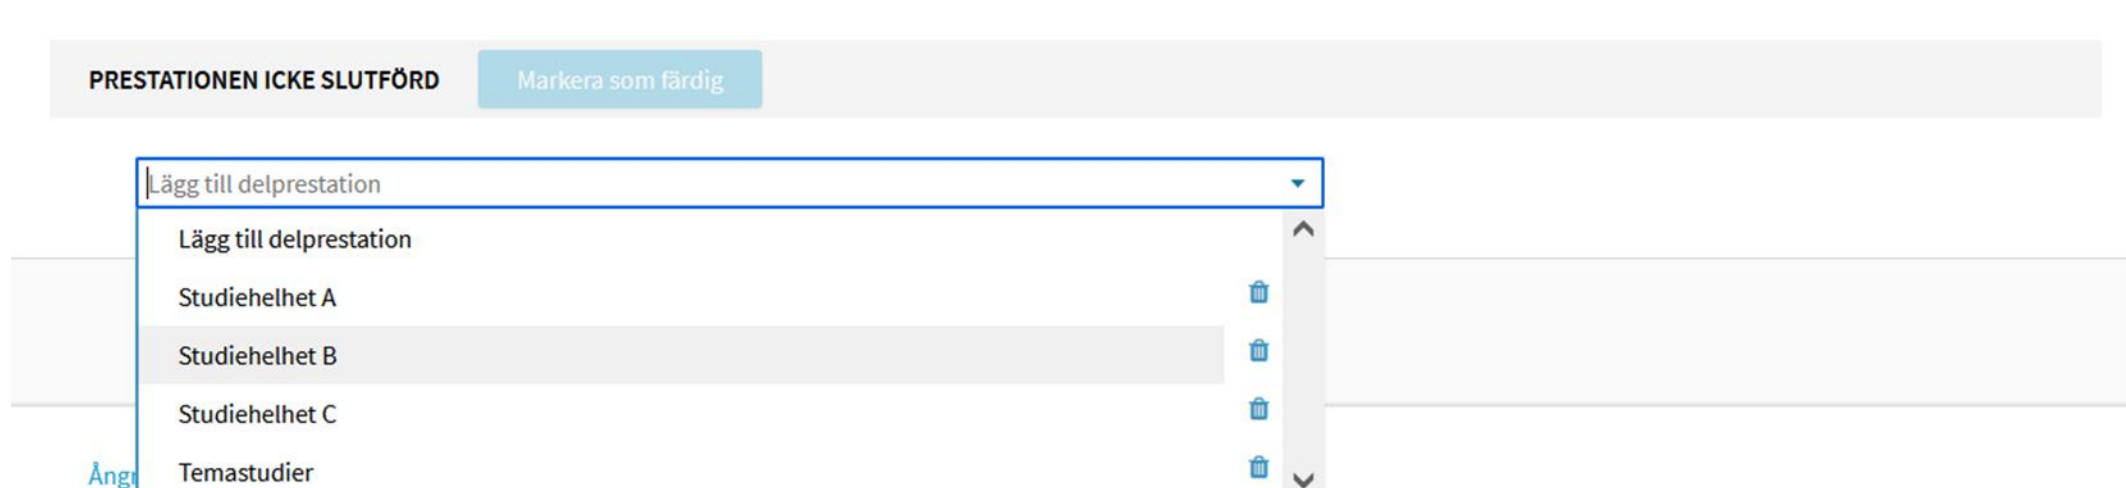 PRESTATIONEN ICKE SLUTFÖRD Markera som färdig
Lägg till delprestation
Lägg till delprestation
Studiehelhet A
Studiehelhet B
Studiehelhet C
Temastudier